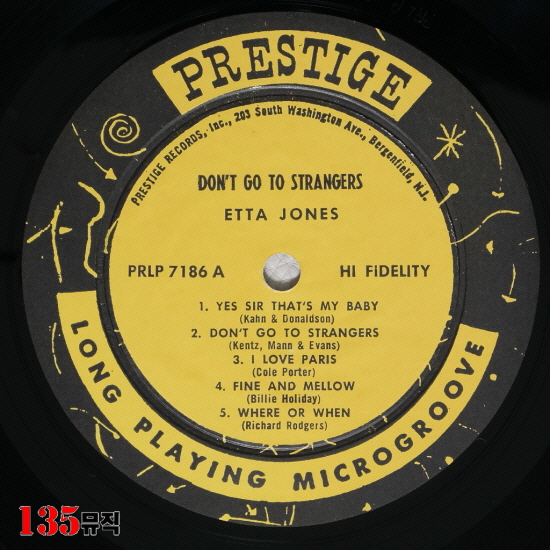 PRESTIGE
PRESTIGE RECORDS, Inc., 203 South Washington Ave., Bergenfield, N.J.
DON'T GO TO STRANGERS
ETTA JONES
PRLP 7186 A HI FiDELITY
1. YES SIR THAT'S MY BABY
(Kahn & Donaldson)
2. DON'T GO TO STRANGERS
(Kentz, Mann & Evans)
3. I LOVE PARIS
(Cole Porter)
4. FINE AND MELLOW
(Billie Holiday)
5. WHERE OR WHEN
(Richard Rodgers)
LONG PLAYING MICROGROOVE
135뮤직